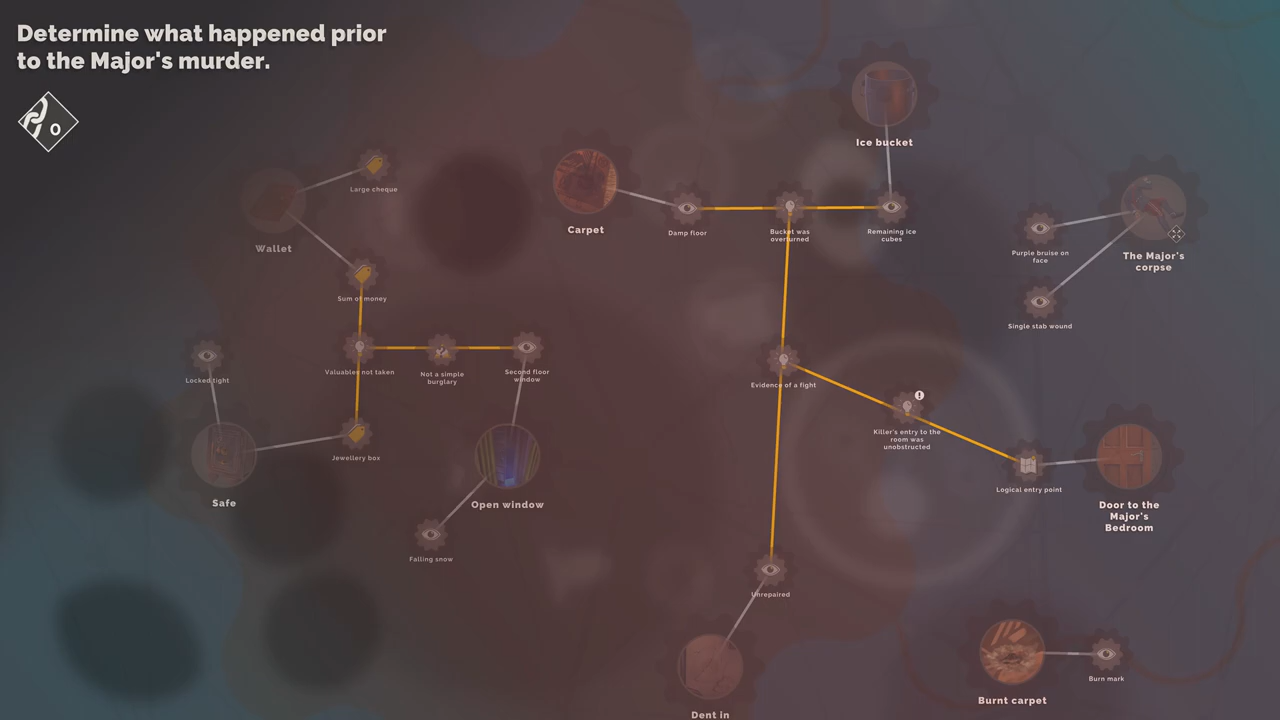 Determine what happened prior
to the Major's murder.
0
Ice bucket
Large cheque
Wallet
Carpet
Damp floor
Bucket was
overturned
Remaining ice
cubes
Purple bruise on
face
The Major's
corpse
Sum of money
Single stab wound
Locked tight
Valuables not taken
Not a simple
burglary
Second floor
window
Evidence of a fight
Killer's entry to the
room was
unobstructed
Jewellery box
Safe
Open window
Logical entry point
Door to the
Major's
Bedroom
Falling snow
Unrepaired
Burn mark
Burnt carpet
Dent in